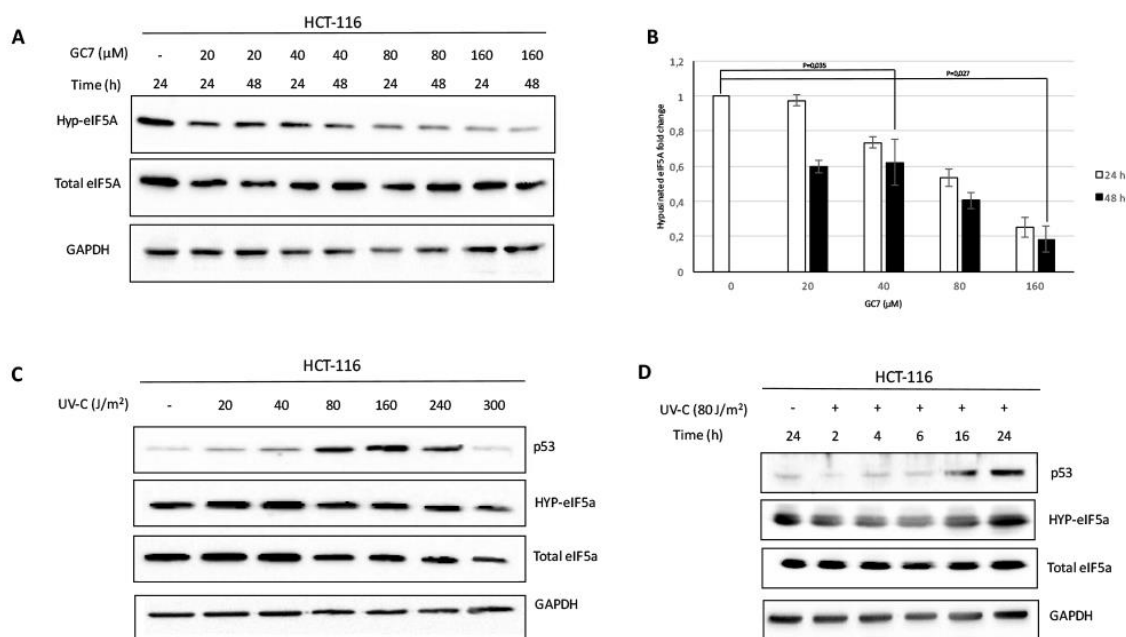 A
HCT-116
GC7 (µM) - 20 20 40 40 80 80 160 160
Time (h) 24 24 48 24 48 24 48 24 48
Hyp-eIF5A
Total eIF5A
GAPDH
B
P=0,035
P=0,027
1,2
1
0,8
0,6
0,4
0,2
0
Hypusinated eIF5A fold change
0 20 40 80 160
GC7 (µM)
24 h
48 h
C
HCT-116
UV-C (J/m²) - 20 40 80 160 240 300
p53
HYP-eIF5a
Total eIF5a
GAPDH
D
HCT-116
UV-C (80 J/m²) - + + + + +
Time (h) 24 2 4 6 16 24
p53
HYP-eIF5a
Total eIF5a
GAPDH